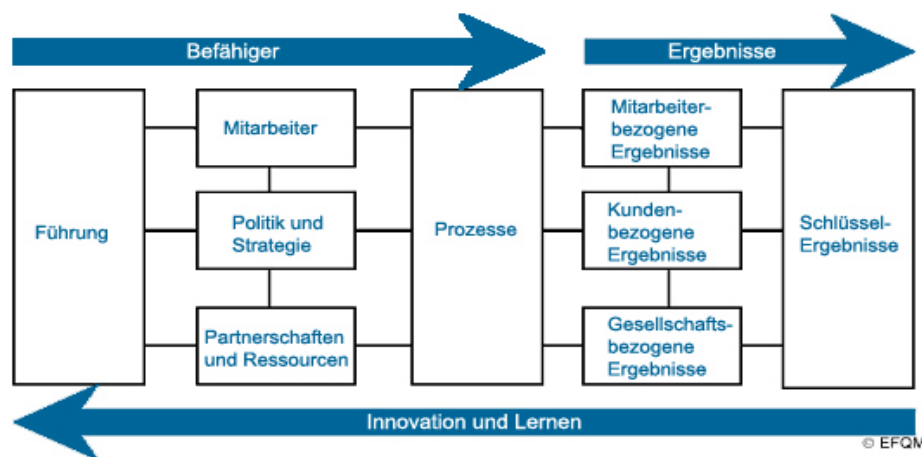 Befähiger
Ergebnisse
Führung
Mitarbeiter
Politik und
Strategie
Partnerschaften
und Ressourcen
Prozesse
Mitarbeiter-
bezogene
Ergebnisse
Kunden-
bezogene
Ergebnisse
Gesellschafts-
bezogene
Ergebnisse
Schlüssel-
Ergebnisse
Innovation und Lernen
© EFQM